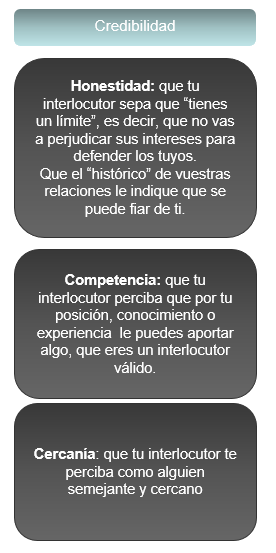 Credibilidad
Honestidad: que tu
interlocutor sepa que “tienes
un límite”, es decir, que no vas
a perjudicar sus intereses para
defender los tuyos.
Que el “histórico” de vuestras
relaciones le indique que se
puede fiar de ti.
Competencia: que tu
interlocutor perciba que por tu
posición, conocimiento o
experiencia le puedes aportar
algo, que eres un interlocutor
válido.
Cercanía: que tu interlocutor te
perciba como alguien
semejante y cercano